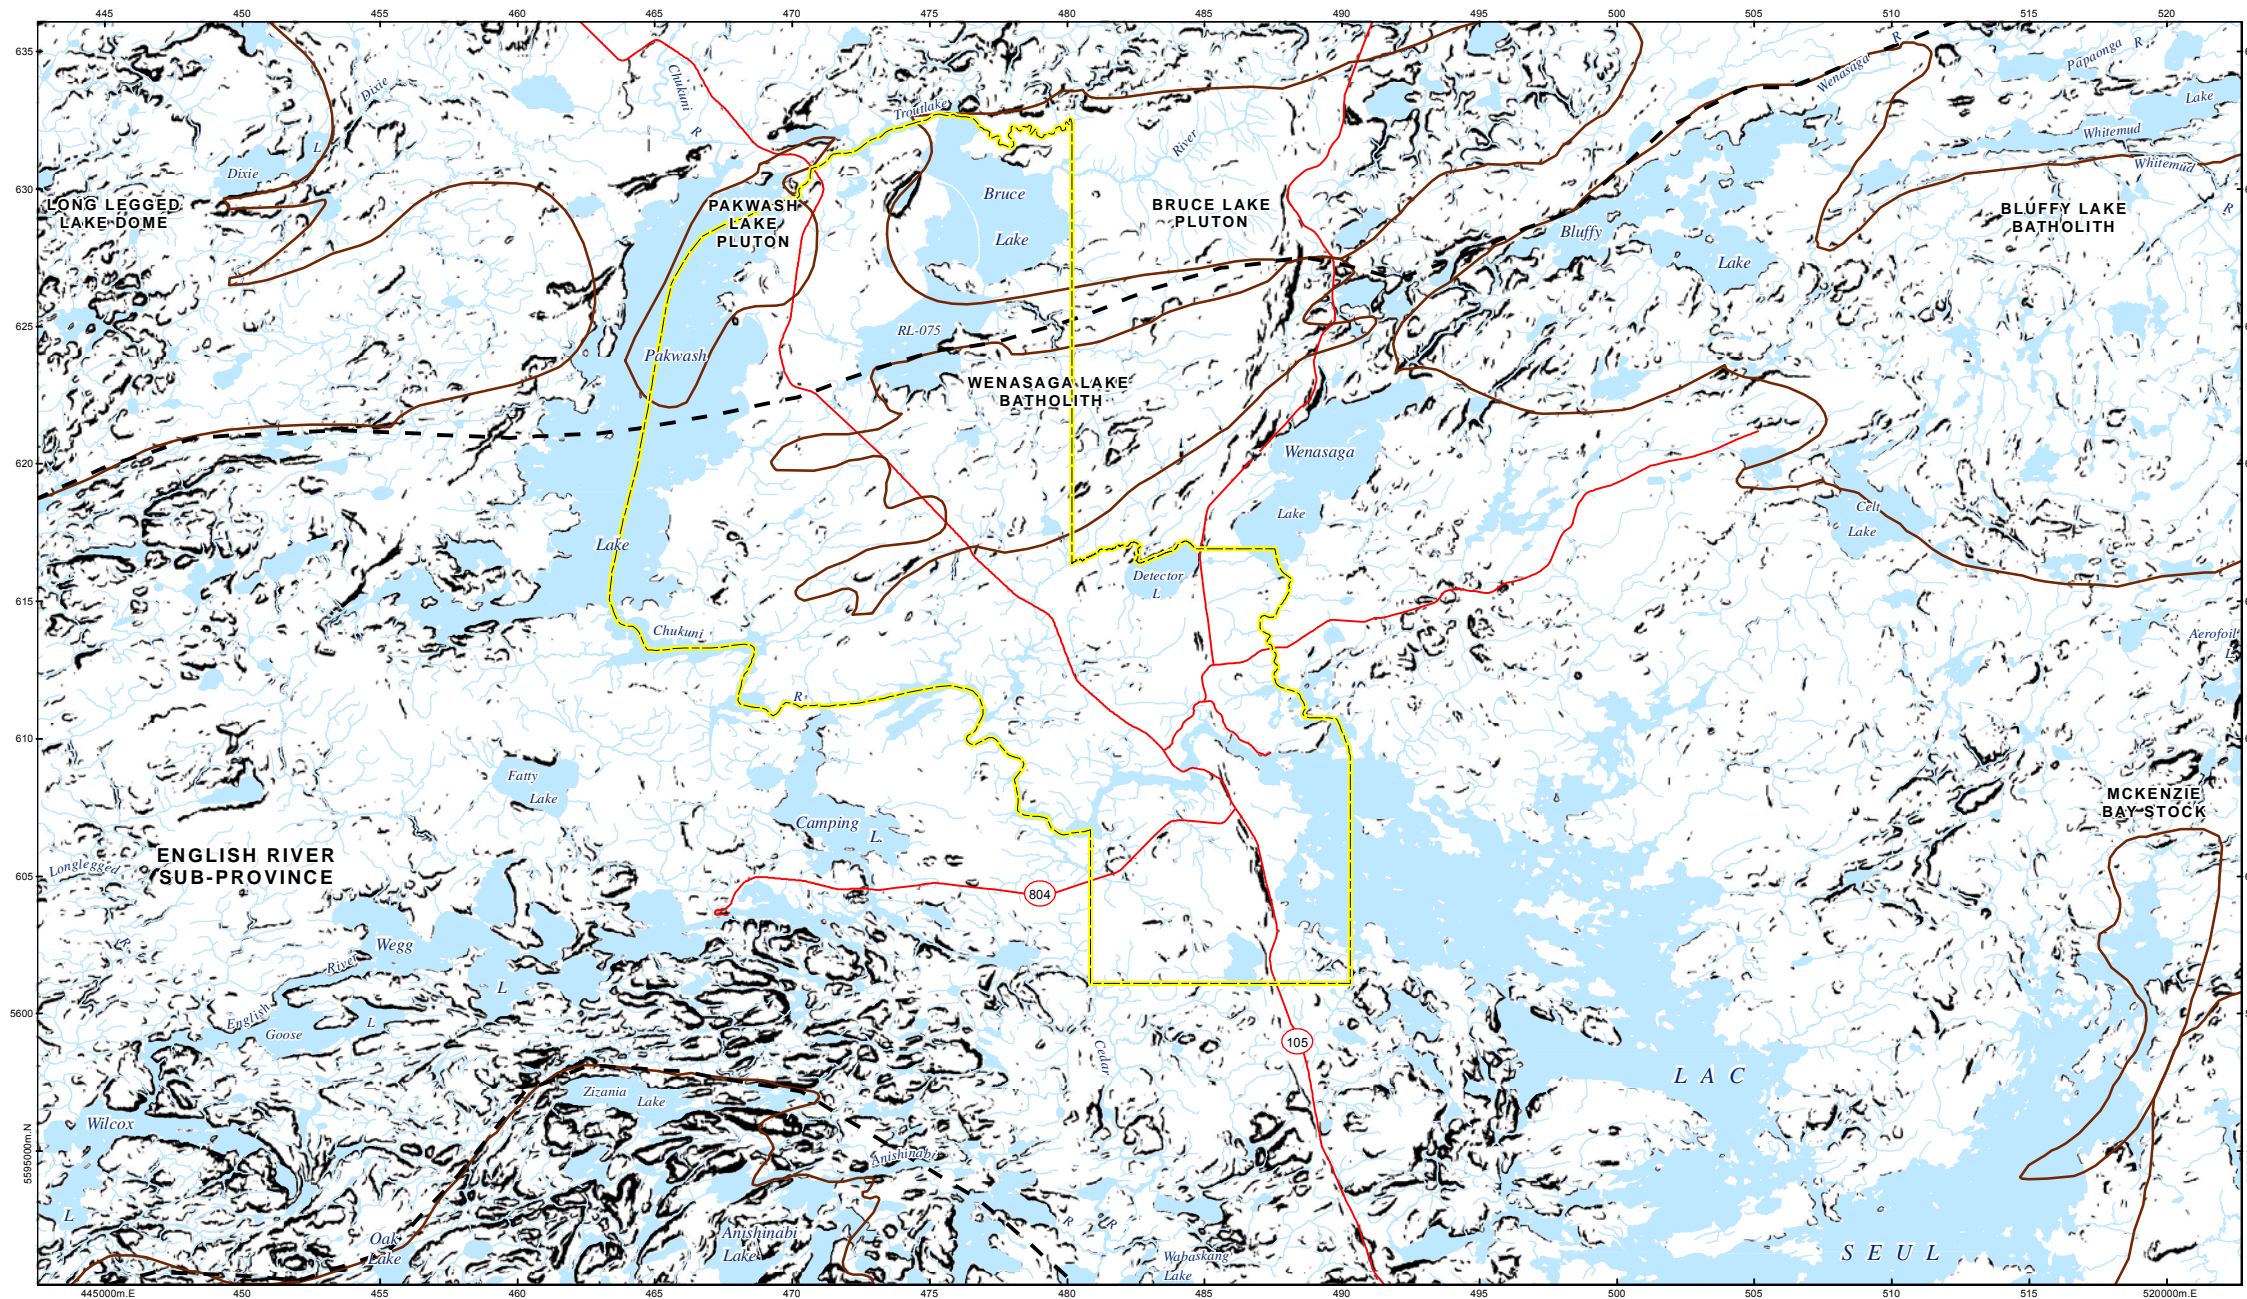 445 450 455 460 465 470 475 480 485 490 495 500 505 510 515 520
635
Chukuni
R
Dixie
Troutlake
River
Wenasaga
R
Papaonga R
Lake
Whitemud
Whitemud
R
L
Dixie
630
LONG LEGGED
LAKE DOME
PAKWASH
LAKE
PLUTON
Bruce
Lake
BRUCE LAKE
PLUTON
Bluffy
Lake
BLUFFY LAKE
BATHOLITH
625
RL-075
Pakwash
WENASAGA LAKE
BATHOLITH
620
Wenasaga
Lake
Celt
Lake
Lake
Detector
L
615
Chukuni
R
Aerofoil
L
610
Fatty
Lake
Camping
L
MCKENZIE
BAY STOCK
ENGLISH RIVER
SUB-PROVINCE
Longlegged
R
605
804
Wegg
River
L
English
Goose
L
5600
105
Cedar
LAC
Zizania
Lake
Wilcox
5595000m.N
Anishinabi
L
Oak
Lake
Anishinabi
Lake
R
R
Wabaskang
Lake
SEUL
445000m.E 450 455 460 465 470 475 480 485 490 495 500 505 510 515 520000m.E